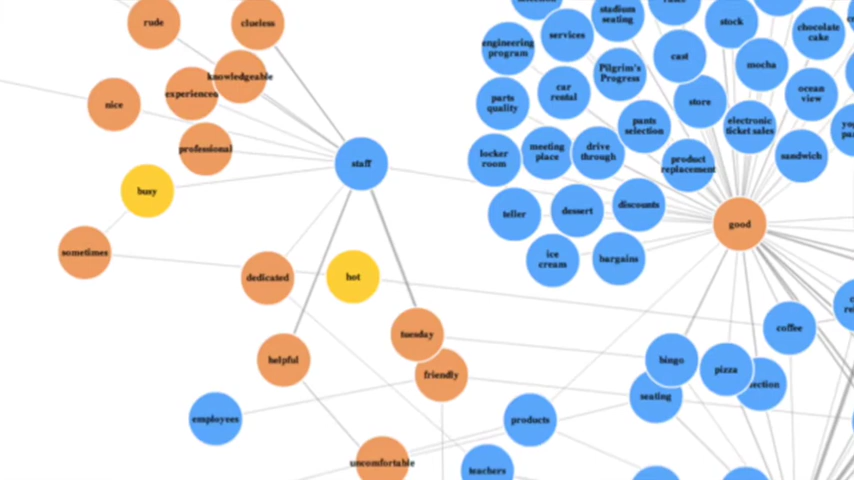 rude
clueless
nice
experienced
knowledgeable
professional
staff
busy
sometimes
dedicated
hot
helpful
tuesday
friendly
employees
uncomfortable
products
teachers
stadium
seating
services
engineering
program
Pilgrim's
Progress
cast
stock
chocolate
cake
mocha
parts
quality
car
rental
store
ocean
view
pants
selection
electronic
ticket sales
locker
room
meeting
place
drive
through
product
replacement
sandwich
teller
dessert
discounts
good
ice
cream
bargains
coffee
bingo
pizza
seating